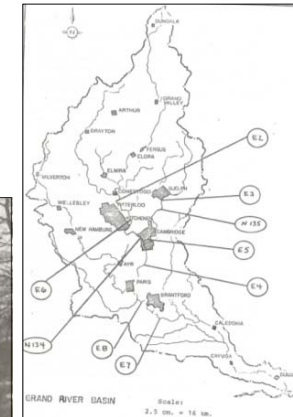 DUNDALK
N
GRAND
VALLEY
ARTHUR
DRAYTON
FERGUS
ELORA
E2
ELMIRA
MILVERTON
CONESTOGO
GUELPH
E3
WELLESLEY
WATERLOO
KITCHENER
N 135
NEW HAMBURG
CAMBRIDGE
E5
E6
AYR
E4
PARIS
BRANTFORD
N134
E8
E7
CALEDONIA
CAYUGA
GRAND RIVER BASIN
Scale:
2.5 cm. = 16 km.